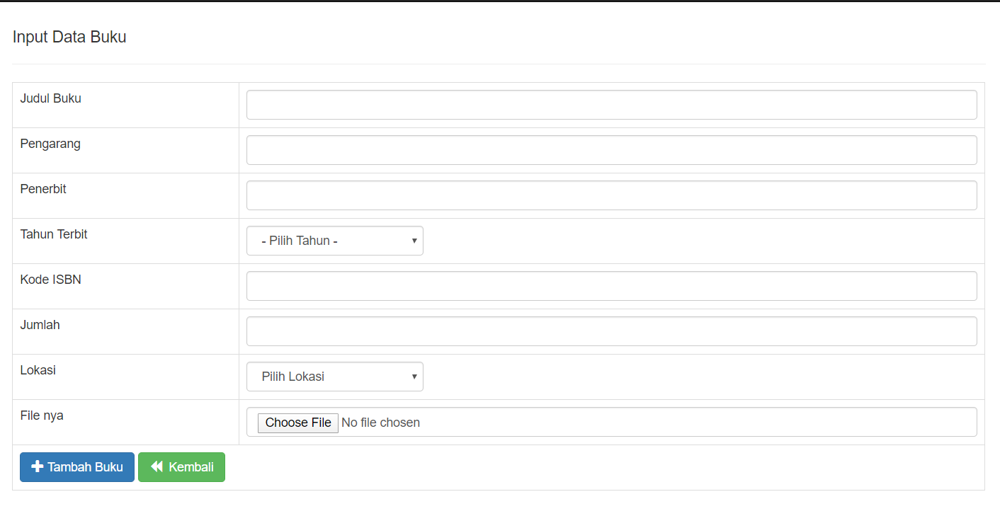 Input Data Buku
Judul Buku
Pengarang
Penerbit
Tahun Terbit
- Pilih Tahun -
Kode ISBN
Jumlah
Lokasi
Pilih Lokasi
File nya
Choose File No file chosen
Tambah Buku Kembali